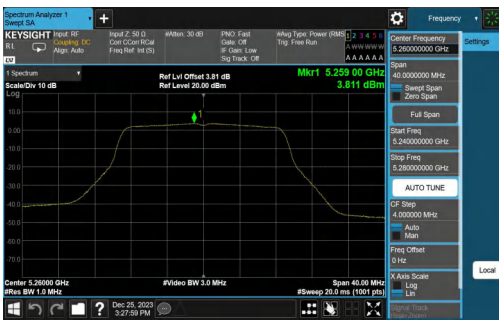 Spectrum Analyzer 1
Swept SA
+
Frequency
KEYSIGHT
RL
LV
Input: RF
Coupling: DC
Align: Auto
Input Z: 50 Ω
Corr CCorr RCal
Freq Ref: Int (S)
#Atten: 30 dB
PNO: Fast
Gate: Off
IF Gain: Low
Sig Track: Off
#Avg Type: Power (RMS
Trig: Free Run
1 2 3 4 5 6
A W W W W W
A A A A A A
Center Frequency
5.260000000 GHz
Settings
1 Spectrum
Scale/Div 10 dB
Log
Ref Lvl Offset 3.81 dB
Ref Level 20.00 dBm
Mkr1 5.259 00 GHz
3.811 dBm
Span
40.0000000 MHz
Swept Span
Zero Span
Full Span
Start Freq
5.240000000 GHz
Stop Freq
5.280000000 GHz
AUTO TUNE
CF Step
4.000000 MHz
Auto
Man
Freq Offset
0 Hz
X Axis Scale
Log
Lin
Local
10.0
0.00
-10.0
-20.0
-30.0
-40.0
-50.0
-60.0
-70.0
1
Center 5.26000 GHz
#Res BW 1.0 MHz
#Video BW 3.0 MHz
Span 40.00 MHz
#Sweep 20.0 ms (1001 pts)
?
Dec 25, 2023
3:27:59 PM
Signal Track